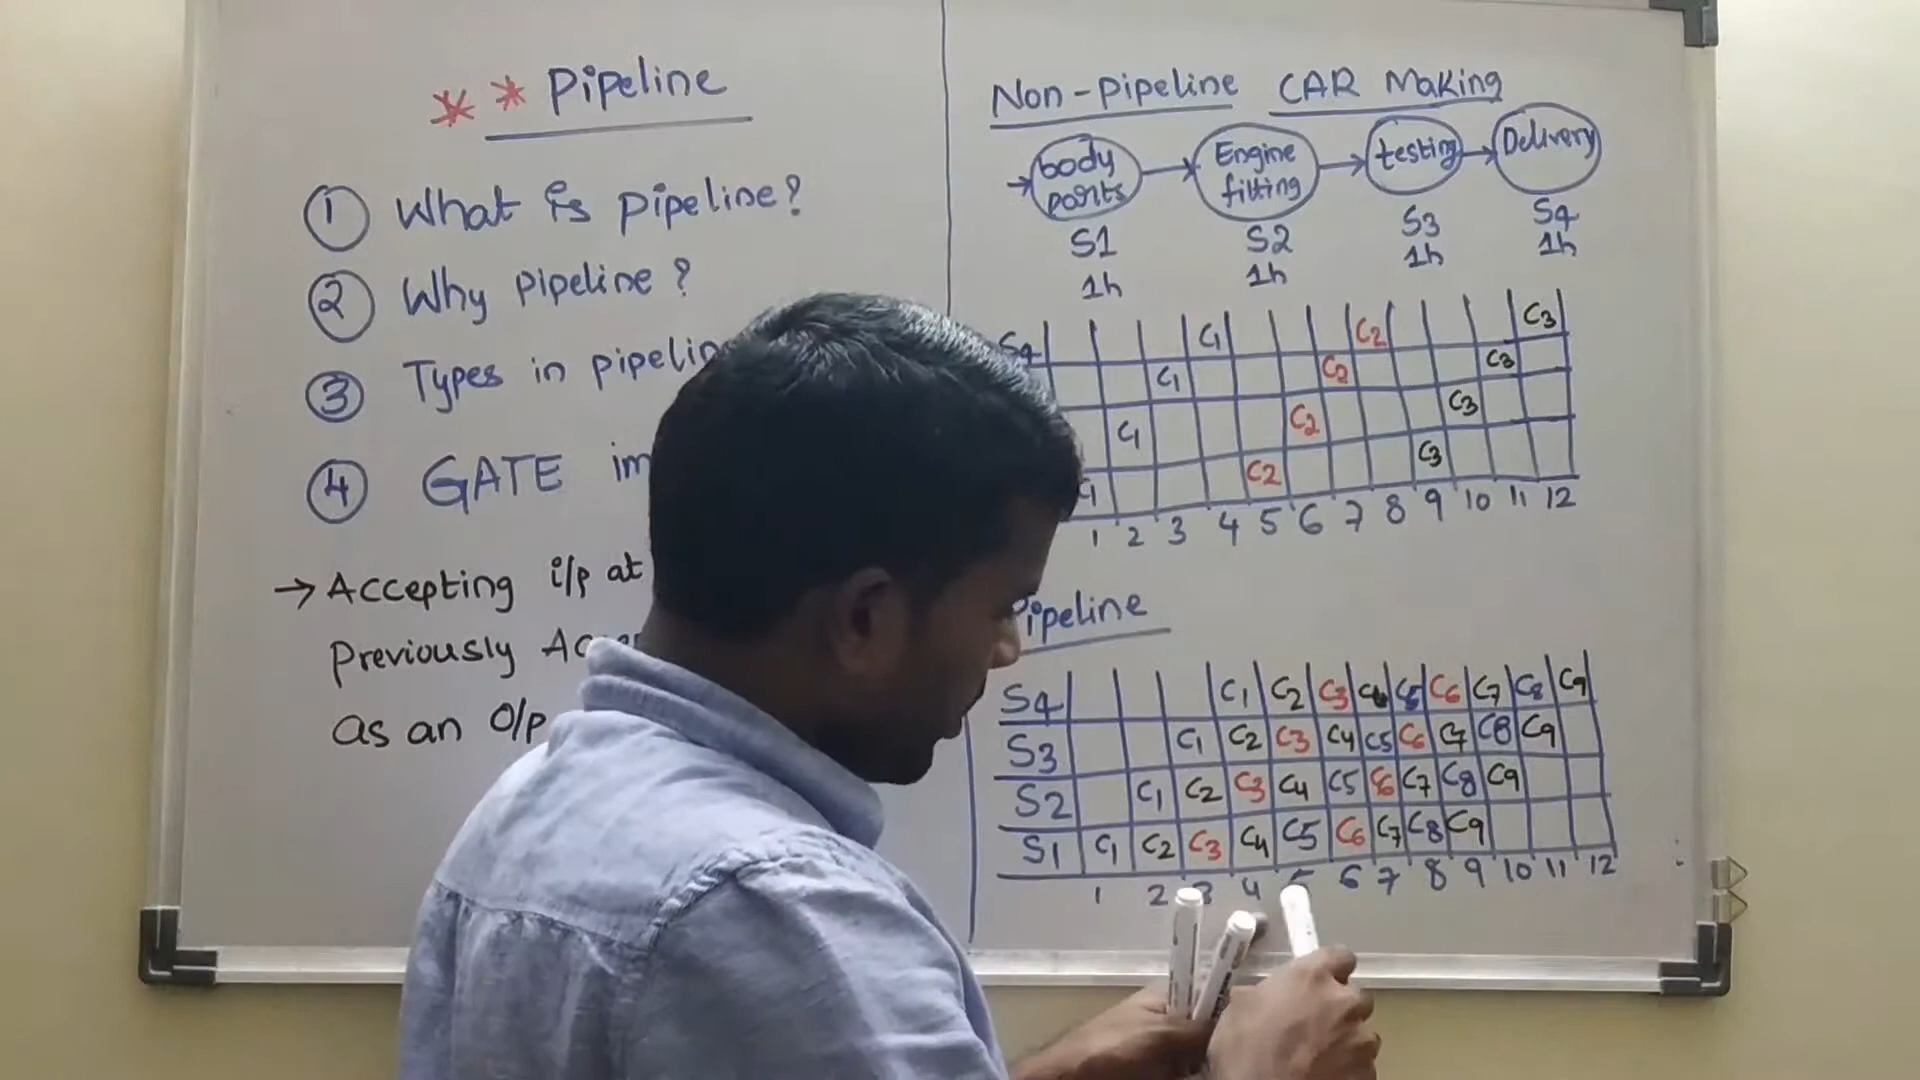 ** Pipeline
1 What is pipeline?
2 Why pipeline?
3 Types in
4 GATE
→ Accepting i/p at
Previously
as an O/p
Non-Pipeline CAR Making
→ body parts → Engine fitting → testing → Delivery
S1 S2 S3 S4
1h 1h 1h 1h
S4 C1 C2 C3
C1 C2 C3
C1 C2 C3
C2 C3
1 2 3 4 5 6 7 8 9 10 11 12
Pipeline
S4 C1 C2 C3 C4 C5 C6 C7 C8 C9
S3 C1 C2 C3 C4 C5 C6 C7 C8 C9
S2 C1 C2 C3 C4 C5 C6 C7 C8 C9
S1 C1 C2 C3 C4 C5 C6 C7 C8 C9
1 2 3 4 5 6 7 8 9 10 11 12